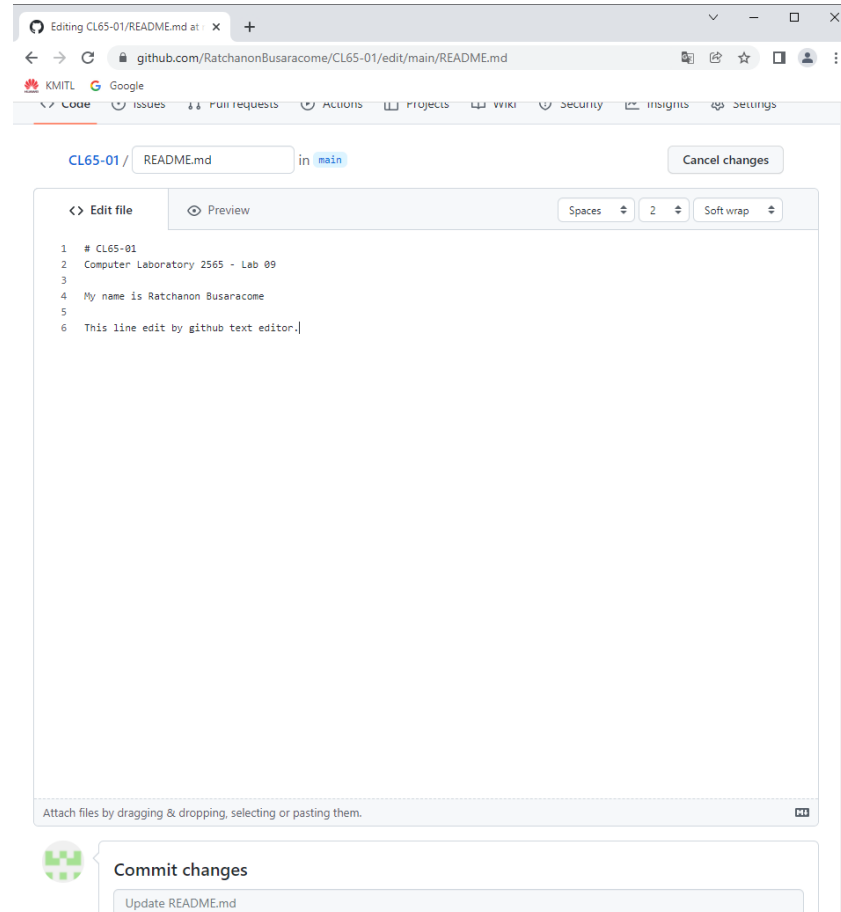 Editing CL65-01/README.md at
github.com/RatchanonBusaracome/CL65-01/edit/main/README.md
KMITL G Google
<> Code Issues Pull requests Actions Projects Wiki Security Insights Settings
CL65-01 / README.md in main Cancel changes
<> Edit file Preview Spaces 2 Soft wrap
1 # CL65-01
2 Computer Laboratory 2565 - Lab 09
3
4 My name is Ratchanon Busaracome
5
6 This line edit by github text editor.
Attach files by dragging & dropping, selecting or pasting them.
Commit changes
Update README.md